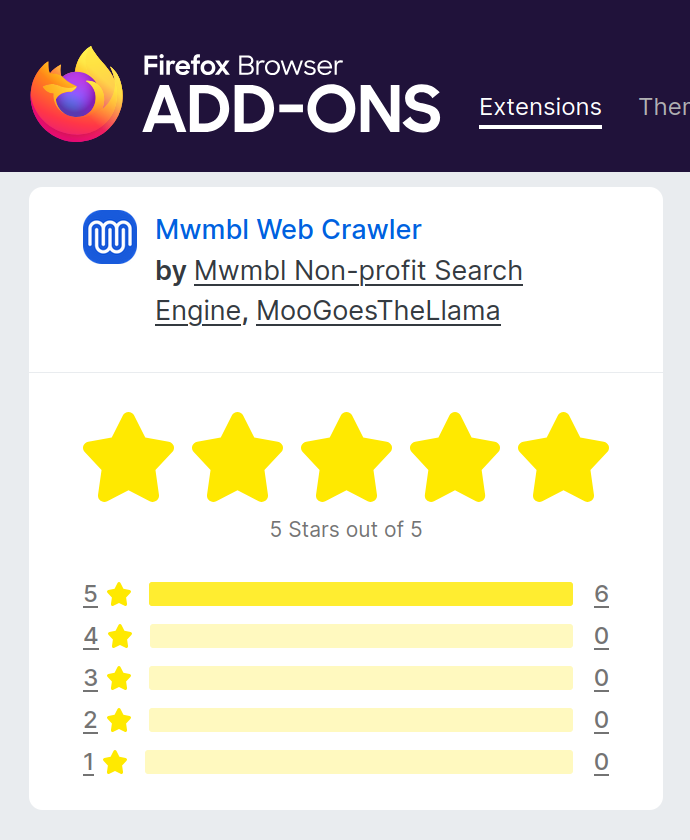 Firefox Browser
ADD-ONS
Extensions
Mwmbl Web Crawler
by Mwmbl Non-profit Search
Engine, MooGoesTheLlama
5 Stars out of 5
5 6
4 0
3 0
2 0
1 0